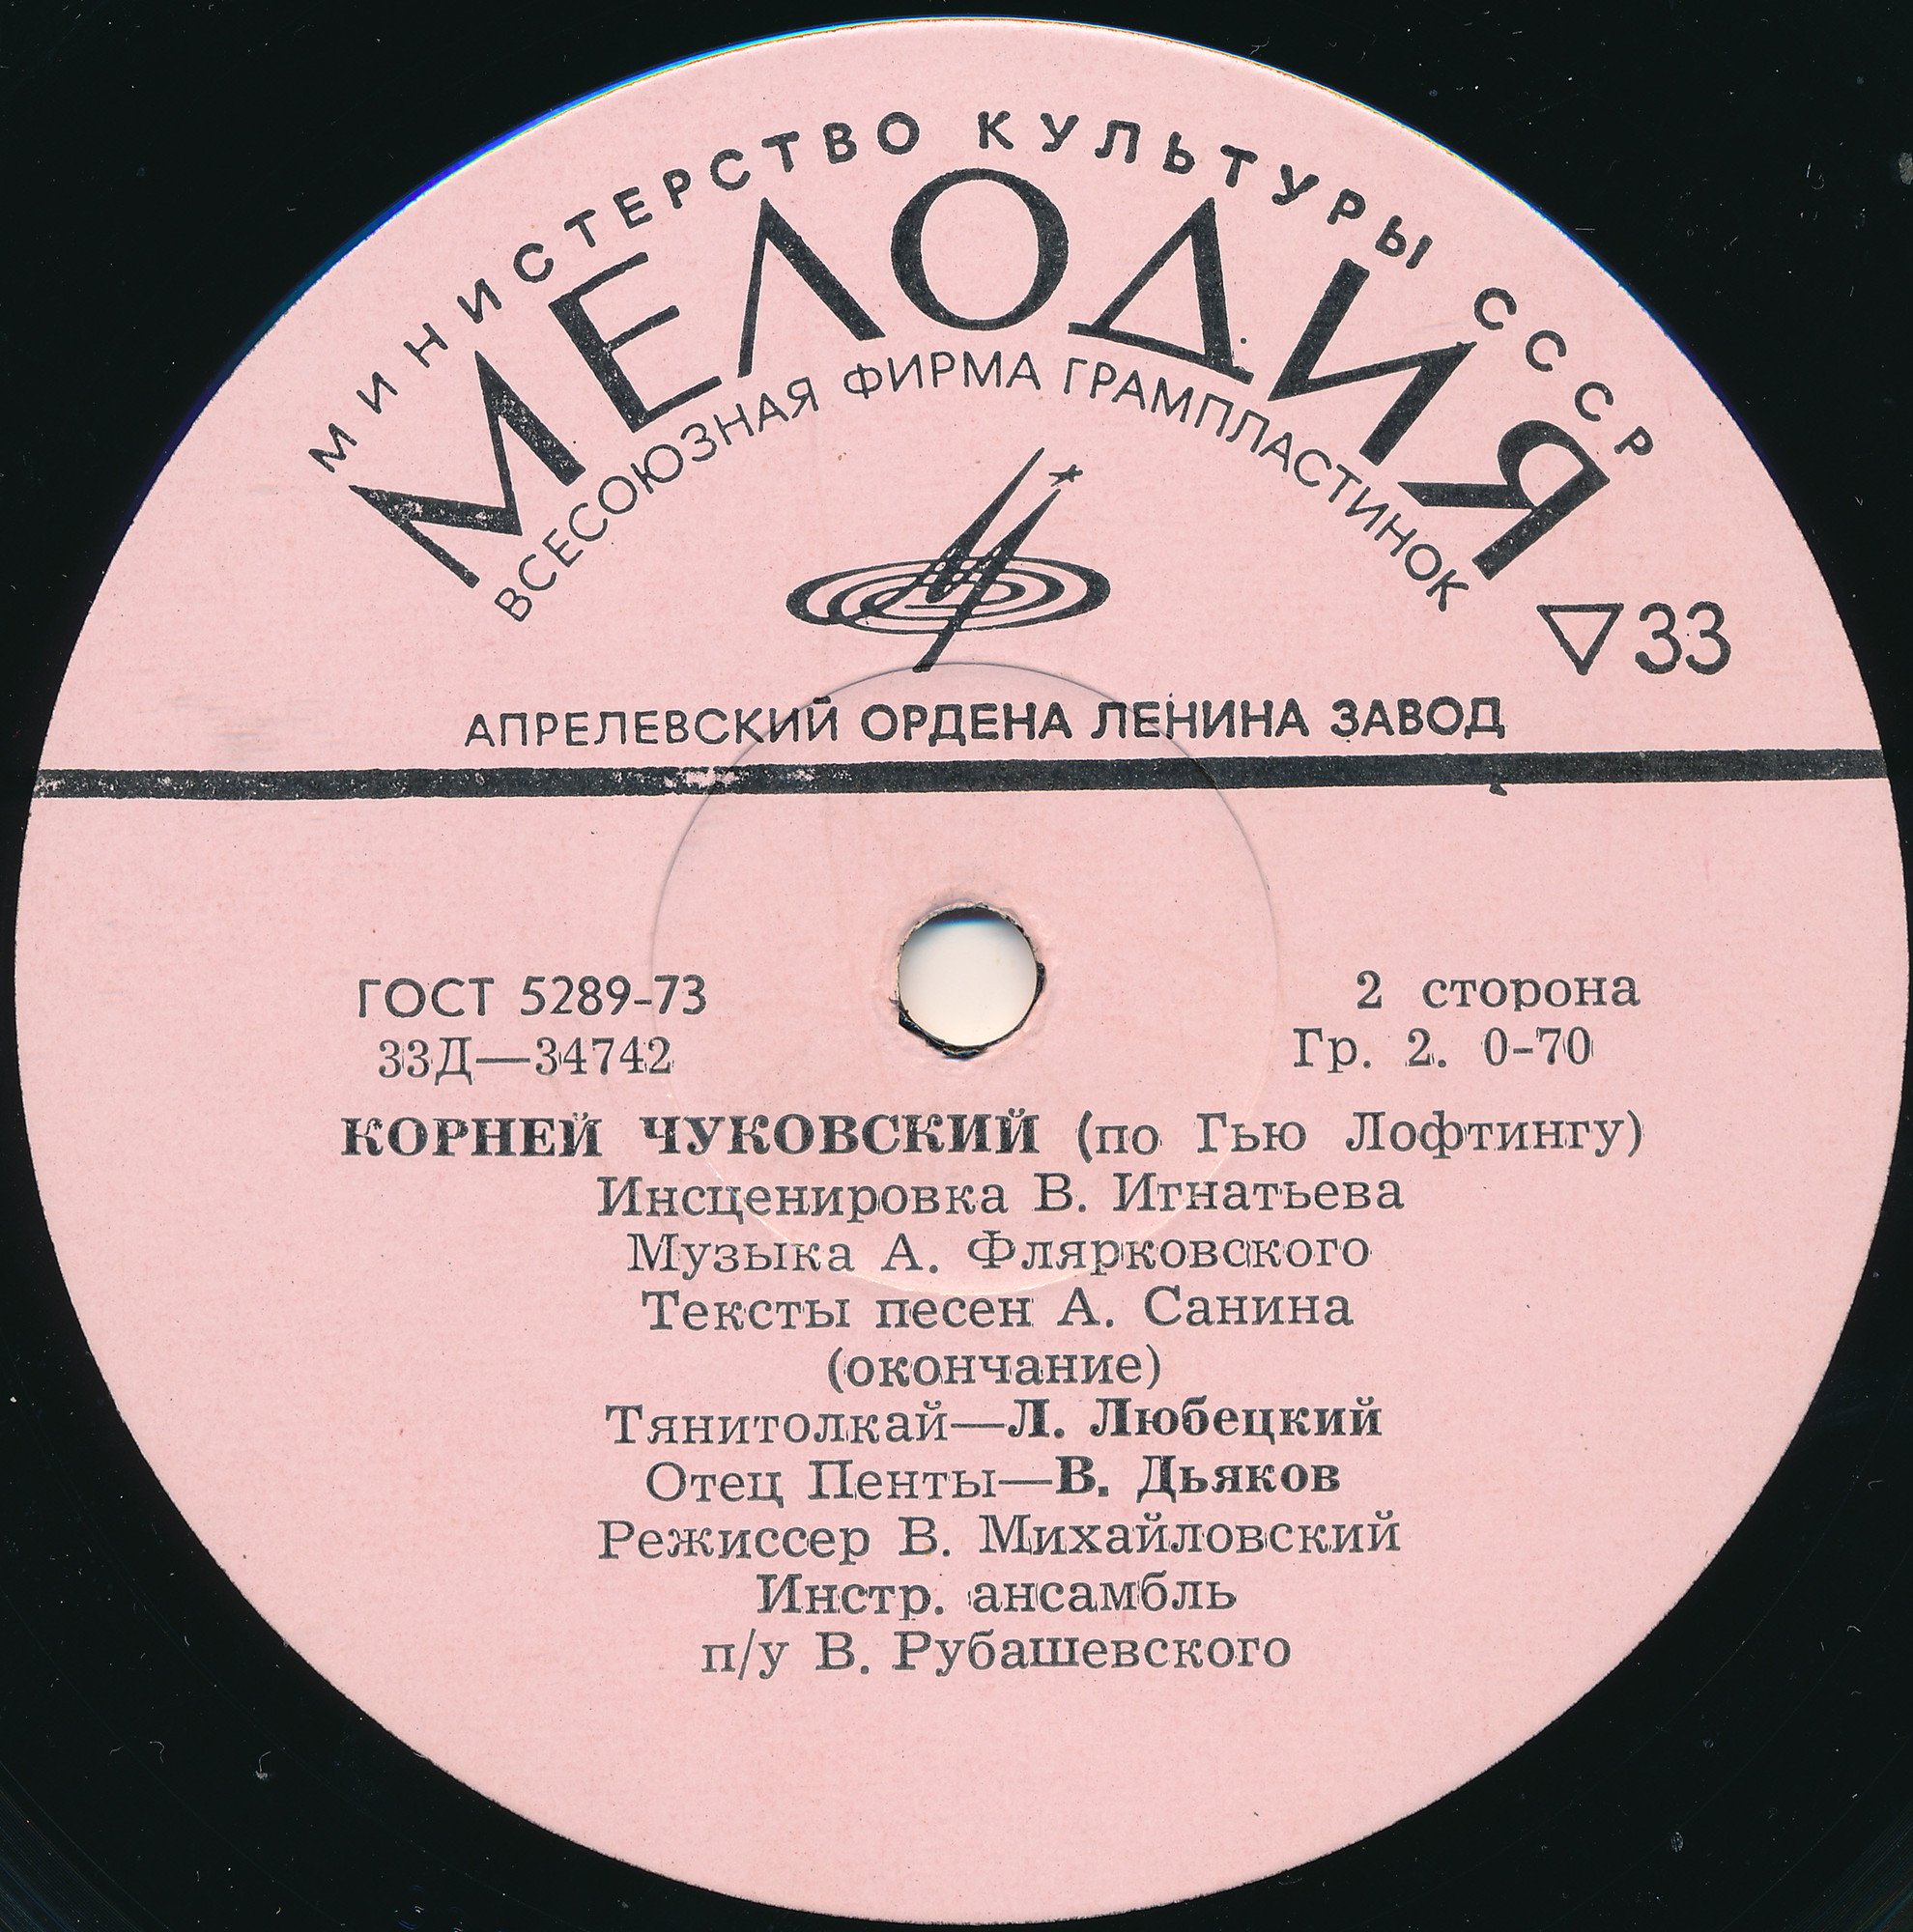 МИНИСТЕРСТВО КУЛЬТУРЫ СССР
МЕЛОДИЯ
ВСЕСОЮЗНАЯ ФИРМА ГРАМПЛАСТИНОК
▽33
АПРЕЛЕВСКИЙ ОРДЕНА ЛЕНИНА ЗАВОД
ГОСТ 5289-73
33Д—34742
2 сторона
Гр. 2. 0-70
КОРНЕЙ ЧУКОВСКИЙ (по Гью Лофтингу)
Инсценировка В. Игнатьева
Музыка А. Флярковского
Тексты песен А. Санина
(окончание)
Тянитолкай—Л. Любецкий
Отец Пенты—В. Дьяков
Режиссер В. Михайловский
Инстр. ансамбль
п/у В. Рубашевского